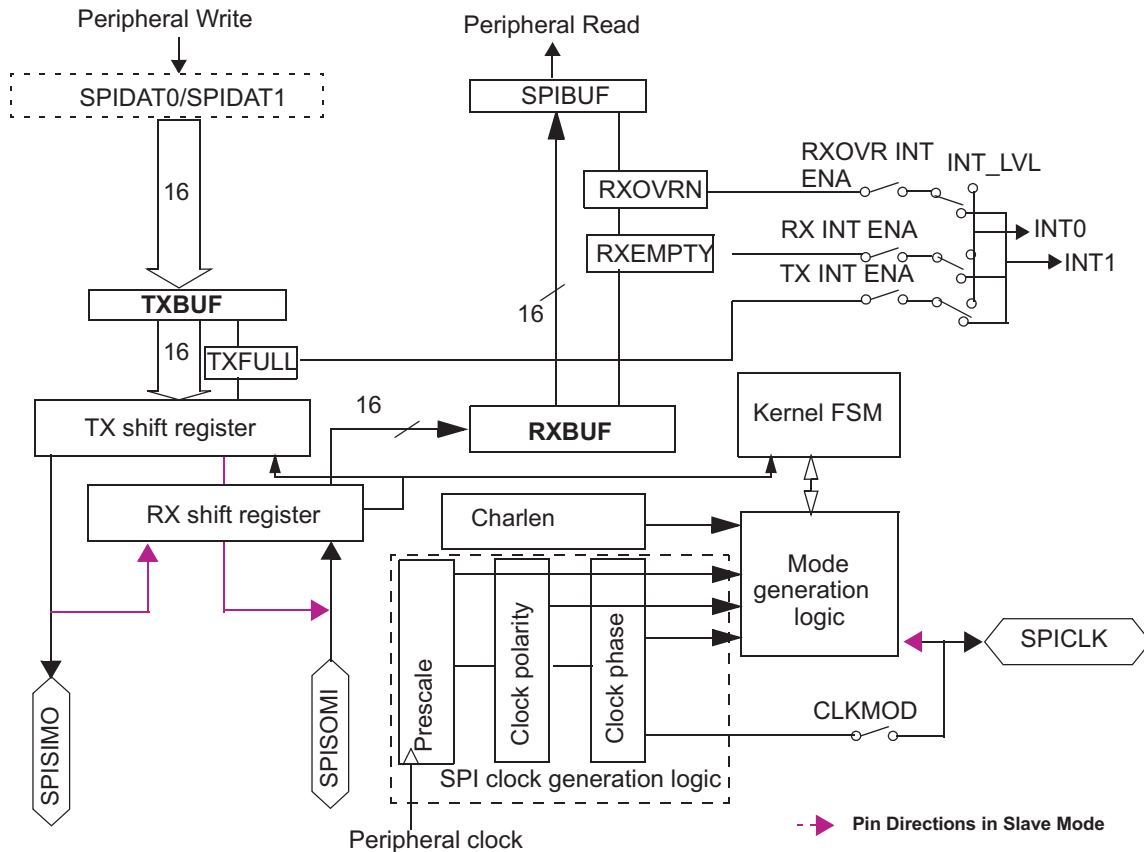 Peripheral Write
Peripheral Read
SPIDAT0/SPIDAT1
SPIBUF
16
RXOVR INT
ENA
INT_LVL
RXOVRN
RX INT ENA
INT0
RXEMPTY
TX INT ENA
INT1
TXBUF
16
16
TXFULL
16
Kernel FSM
TX shift register
RXBUF
RX shift register
Charlen
Mode
generation
logic
Prescale
Clock polarity
Clock phase
SPICLK
SPISIMO
SPISOMI
CLKMOD
SPI clock generation logic
Peripheral clock
Pin Directions in Slave Mode